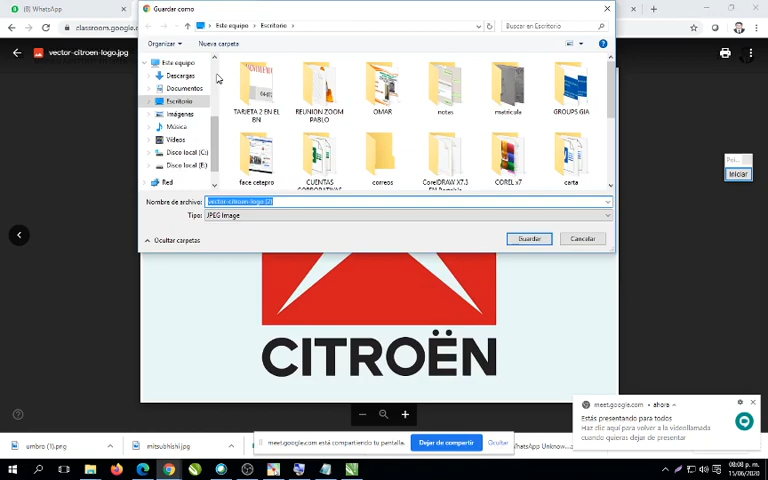 WhatsApp
Guardar como
classroom.google.c
Este equipo
Escritorio
Buscar en Escritorio
Organizar
Nueva carpeta
vector-citroen-logo.jpg
Este equipo
Descargas
Documentos
Escritorio
Imágenes
Música
Vídeos
Disco local (C:)
Disco local (E:)
Red
TARJETA 2 EN EL BN
REUNION ZOOM PABLO
OMAR
notas
matricula
GROUPS GIA
face cetepro
CUENTAS CORPORATIVAS
correos
CorelDRAW X7.3
COREL x7
carta
Nombre de archivo:
vector-citroen-logo (2)
Tipo:
JPEG Image
Ocultar carpetas
Guardar
Cancelar
Poi...
Iniciar
CITROËN
meet.google.com • ahora
Estás presentando para todos
Haz clic aquí para volver a la videollamada
cuando quieras dejar de presentar
umbro (1).png
mitsubhishi.jpg
meet.google.com está compartiendo tu pantalla.
Dejar de compartir
Ocultar
WhatsApp Unknow...
08:08 p. m.
15/06/2020